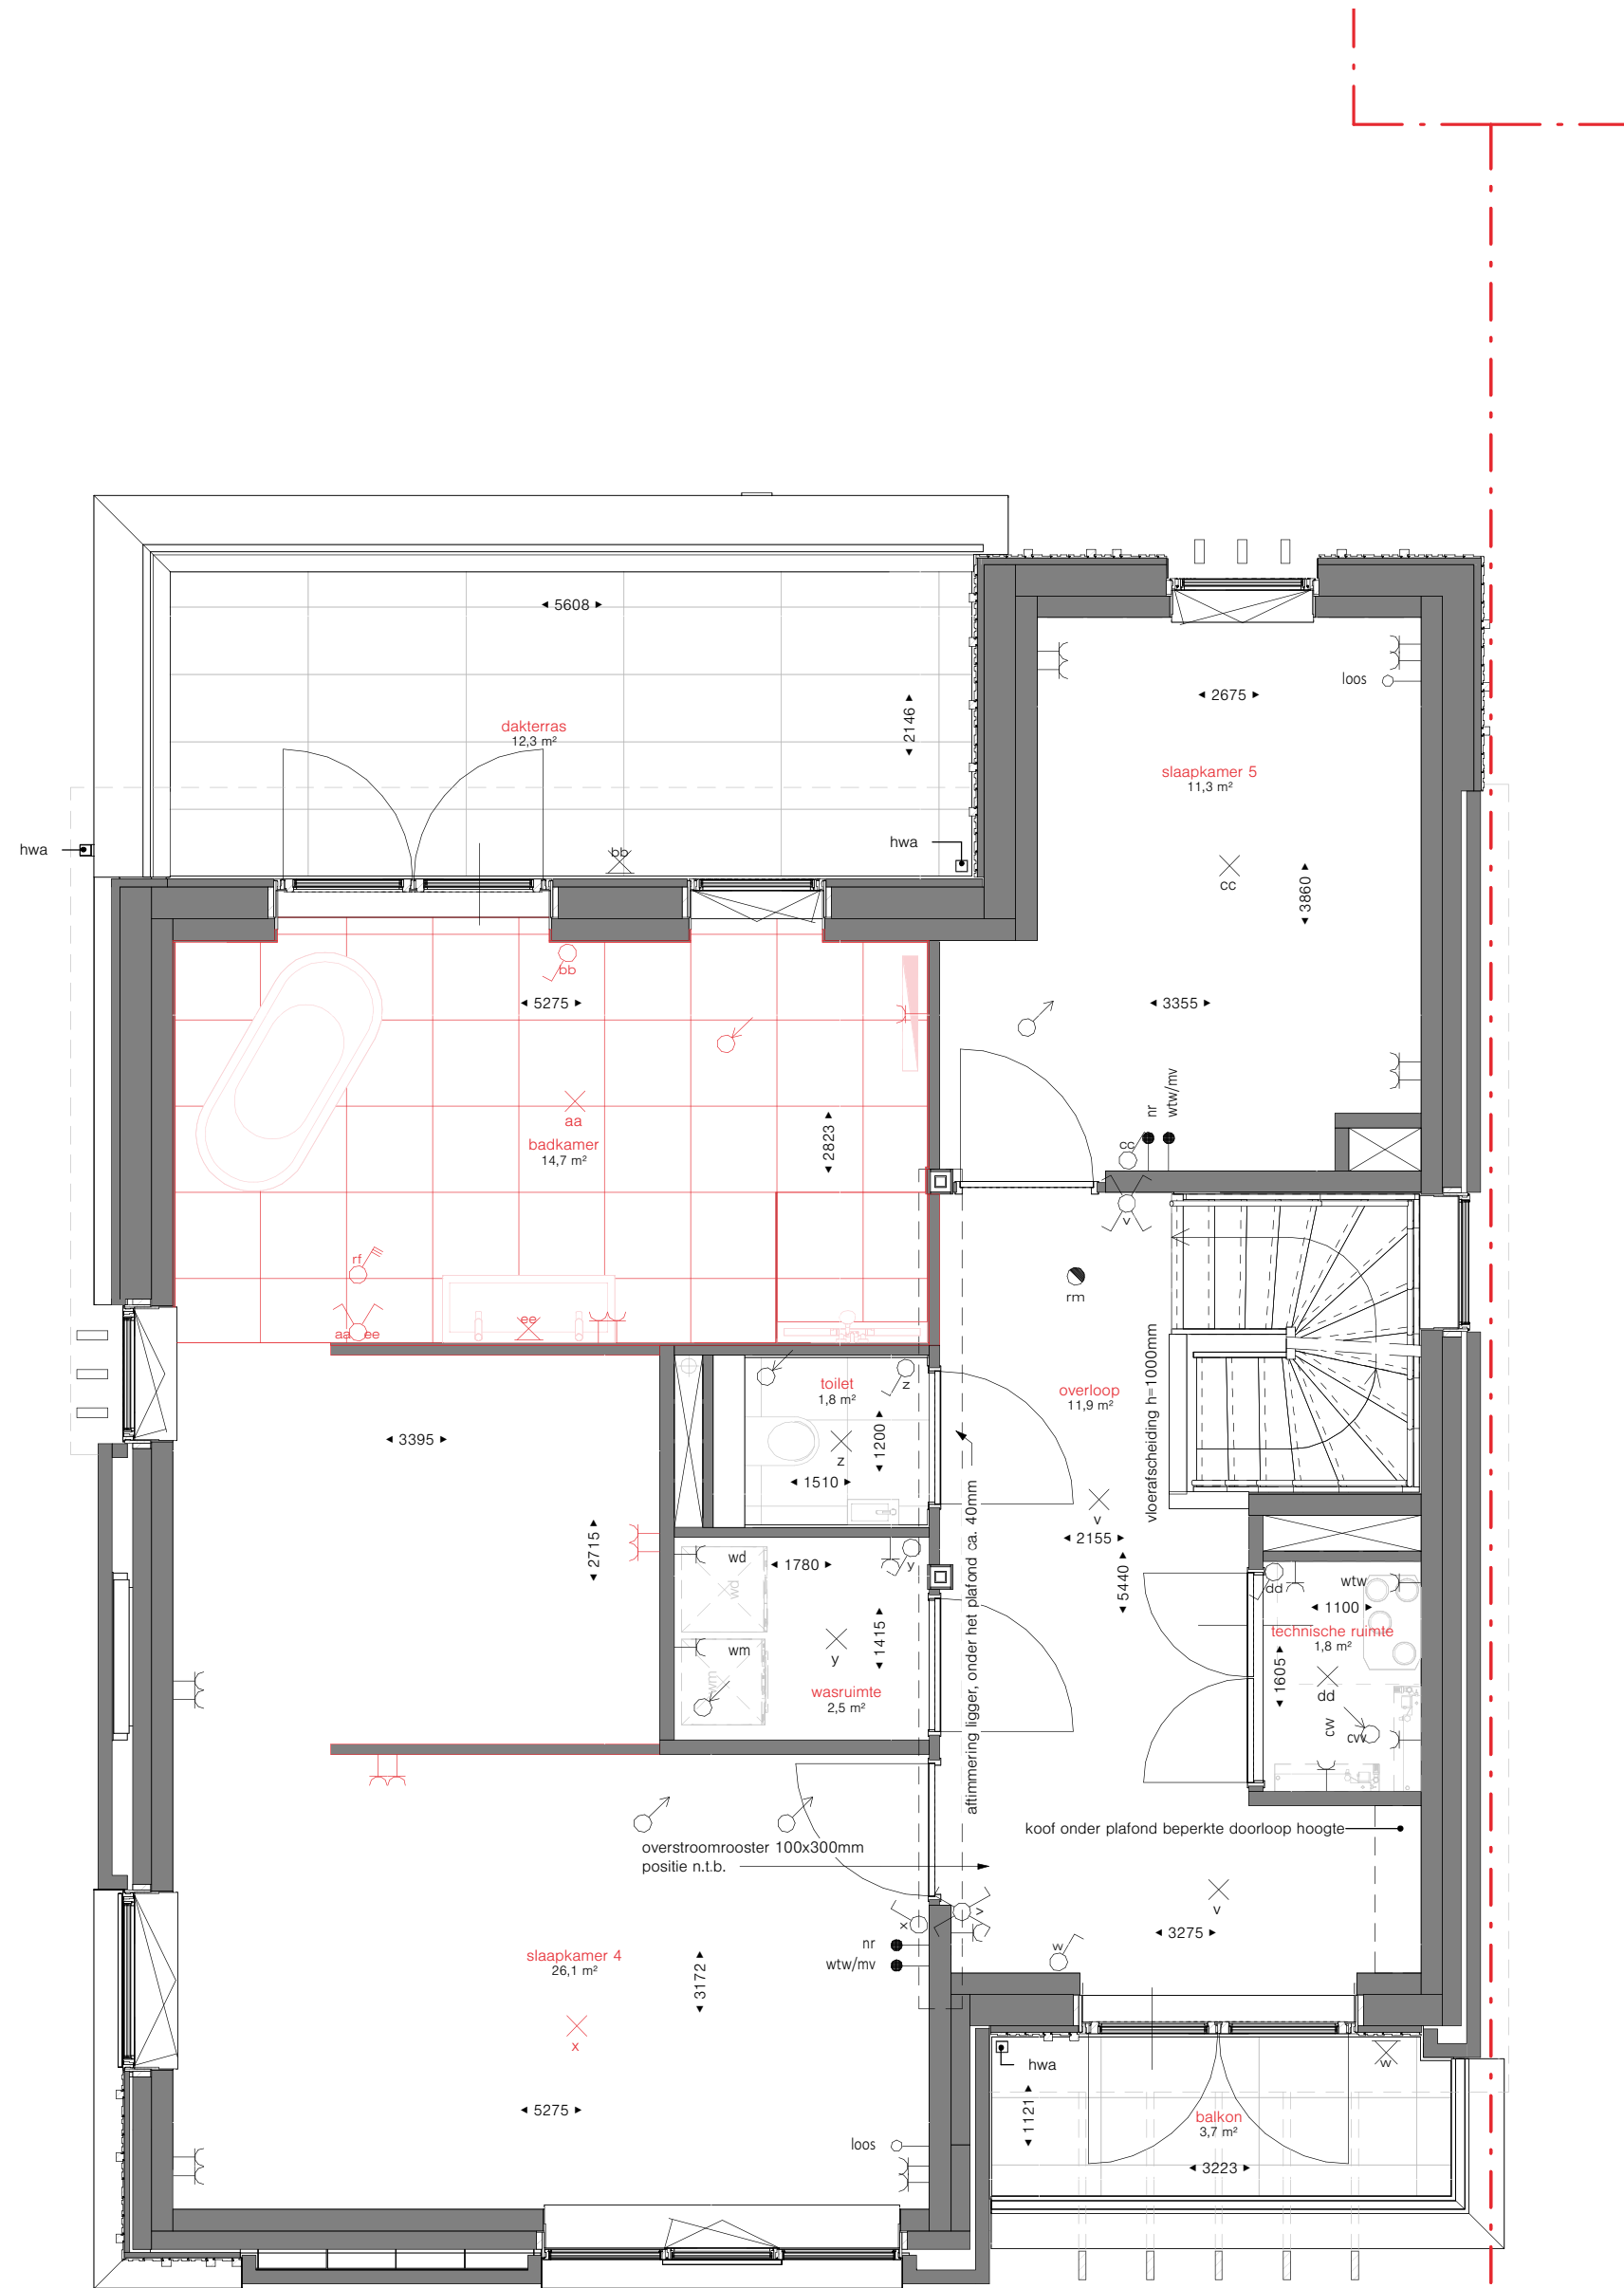 5608
2146
dakterras
12,3 m²
hwa
hwa
bb
2675
loos
slaapkamer 5
11,3 m²
cc
3860
3355
nr
wtw/mv
cc
v
bb
5275
aa
badkamer
14,7 m²
2823
rf
aa
ee
ee
rm
vloerafscheiding h=1000mm
overloop
11,9 m²
toilet
1,8 m²
z
z
1200
1510
3395
2715
v
2155
5440
aftimmering ligger, onder het plafond ca. 40mm
wd
wd
1780
y
wm
wm
1415
y
wasruimte
2,5 m²
dd
wtw
1100
technische ruimte
1,8 m²
1605
dd
cw
cvv
koof onder plafond beperkte doorloop hoogte
overstroomrooster 100x300mm
positie n.t.b.
v
x
v
3275
w
nr
wtw/mv
slaapkamer 4
26,1 m²
3172
x
5275
loos
hwa
w
1121
balkon
3,7 m²
3223